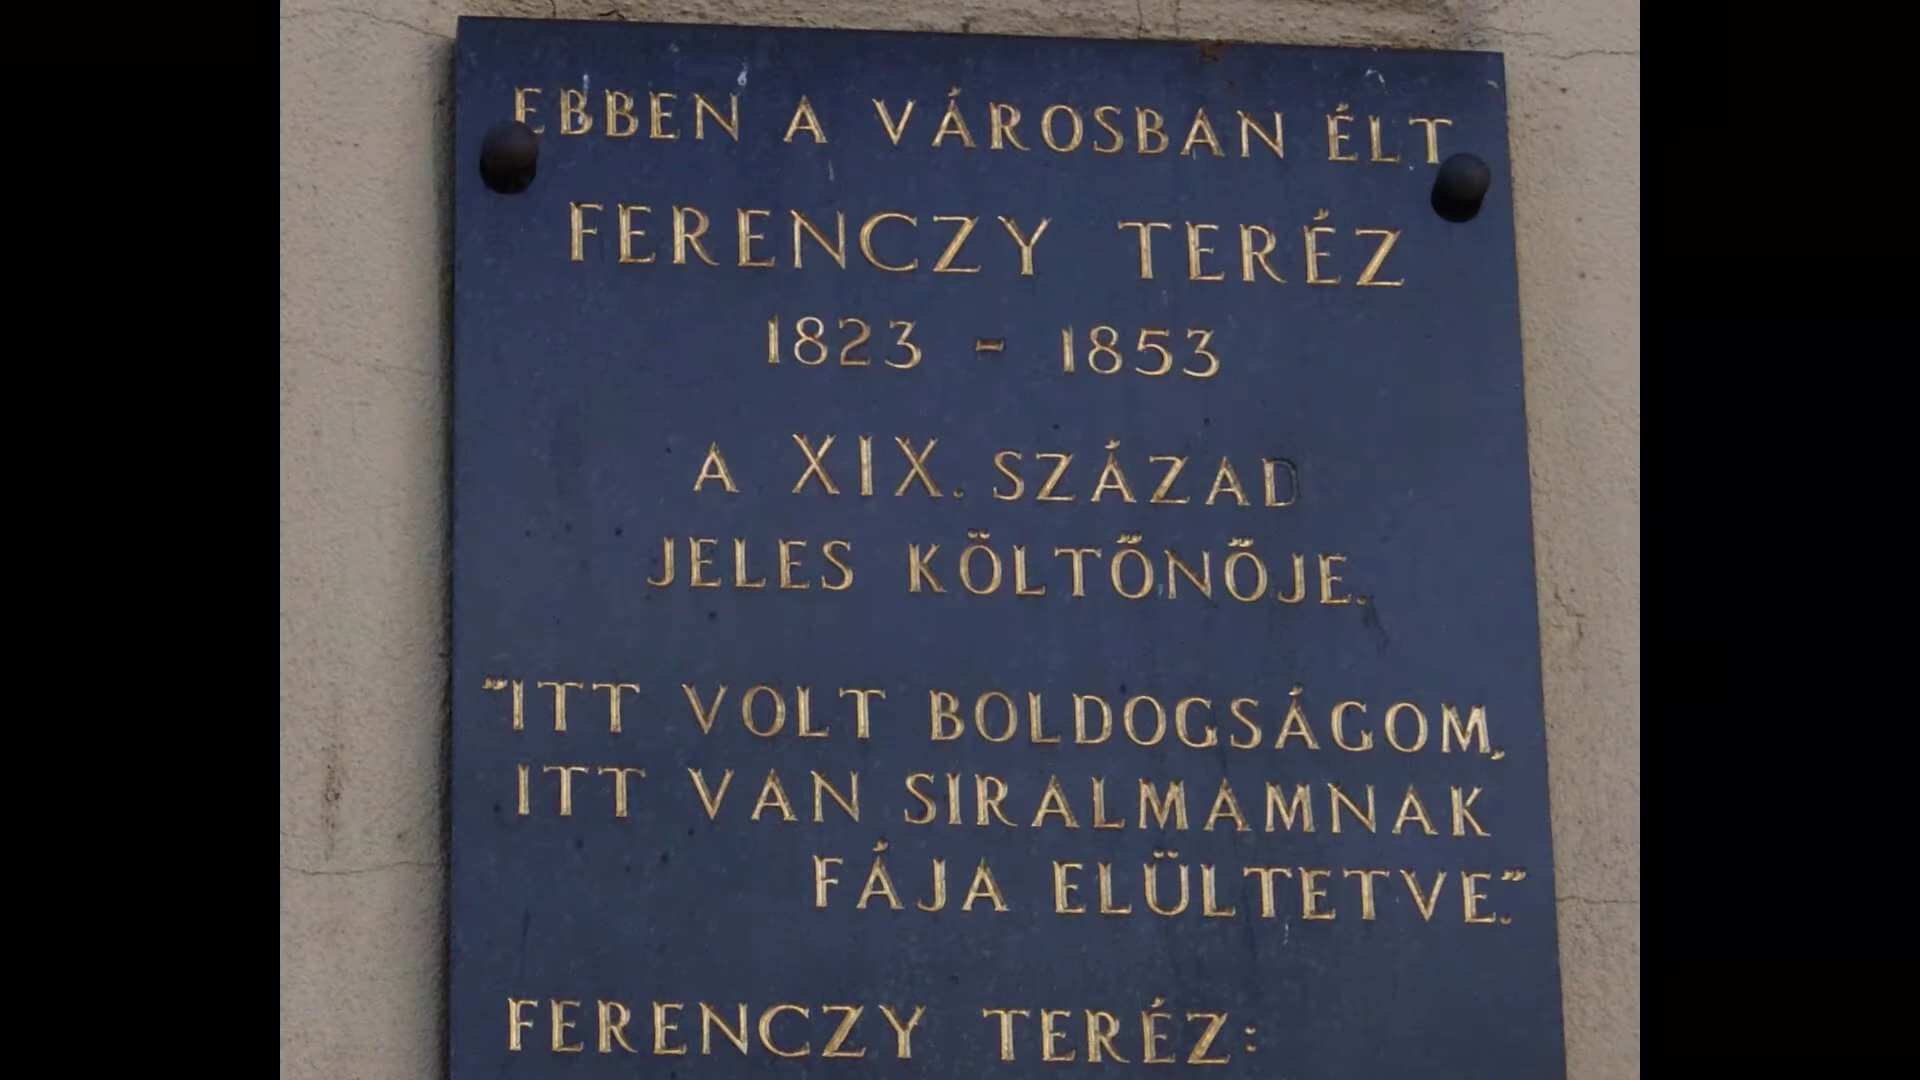 EBBEN A VÁROSBAN ÉLT
FERENCZY TERÉZ
1823 - 1853
A XIX. SZÁZAD
JELES KÖLTŐNŐJE.
"ITT VOLT BOLDOGSÁGOM,
ITT VAN SIRALMAMNAK
FÁJA ELÜLTETVE."
FERENCZY TERÉZ: